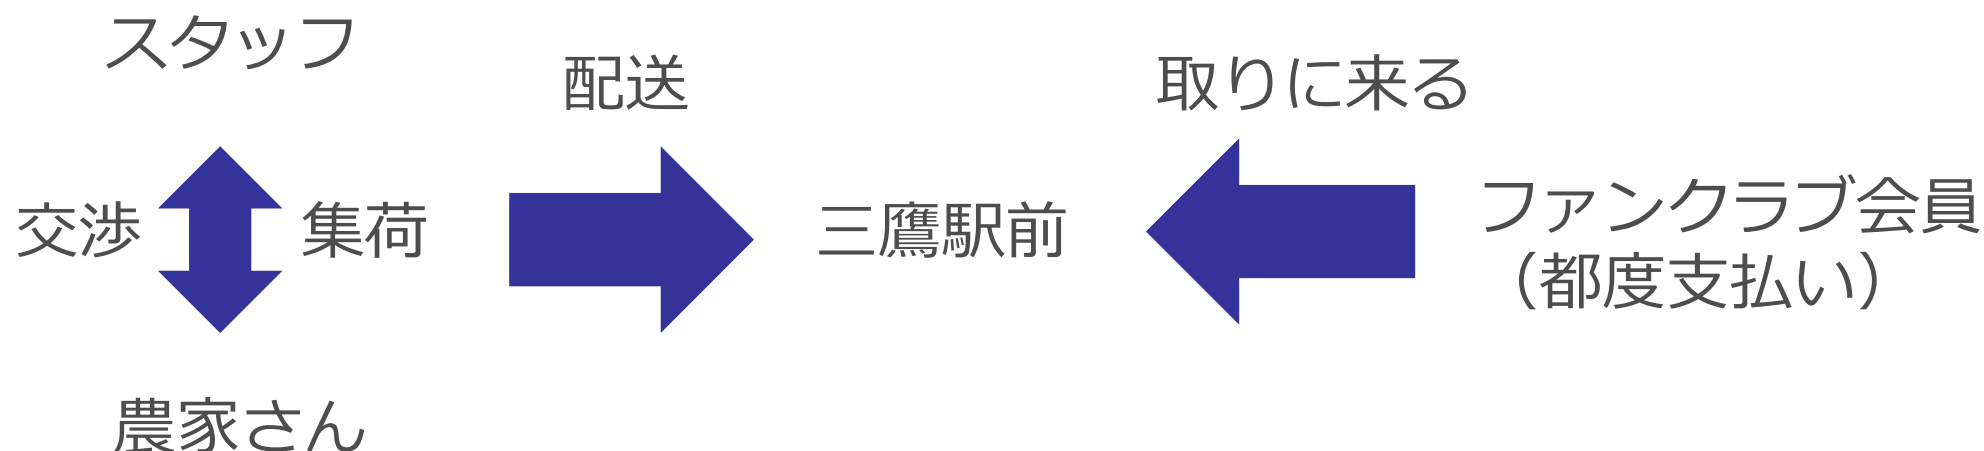 スタッフ
配送
取りに来る
交渉
集荷
三鷹駅前
ファンクラブ会員
（都度支払い）
農家さん